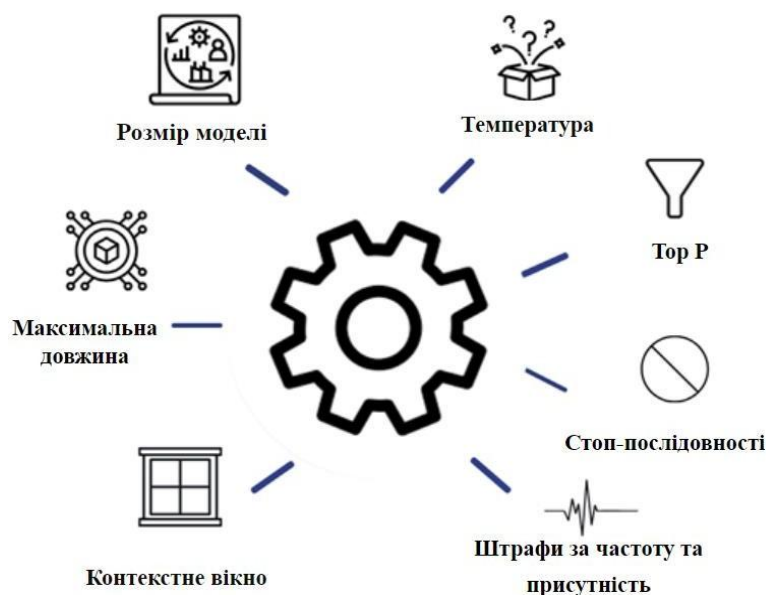 Розмір моделі
Температура
Top P
Максимальна
довжина
Стоп-послідовності
Контекстне вікно
Штрафи за частоту та
присутність